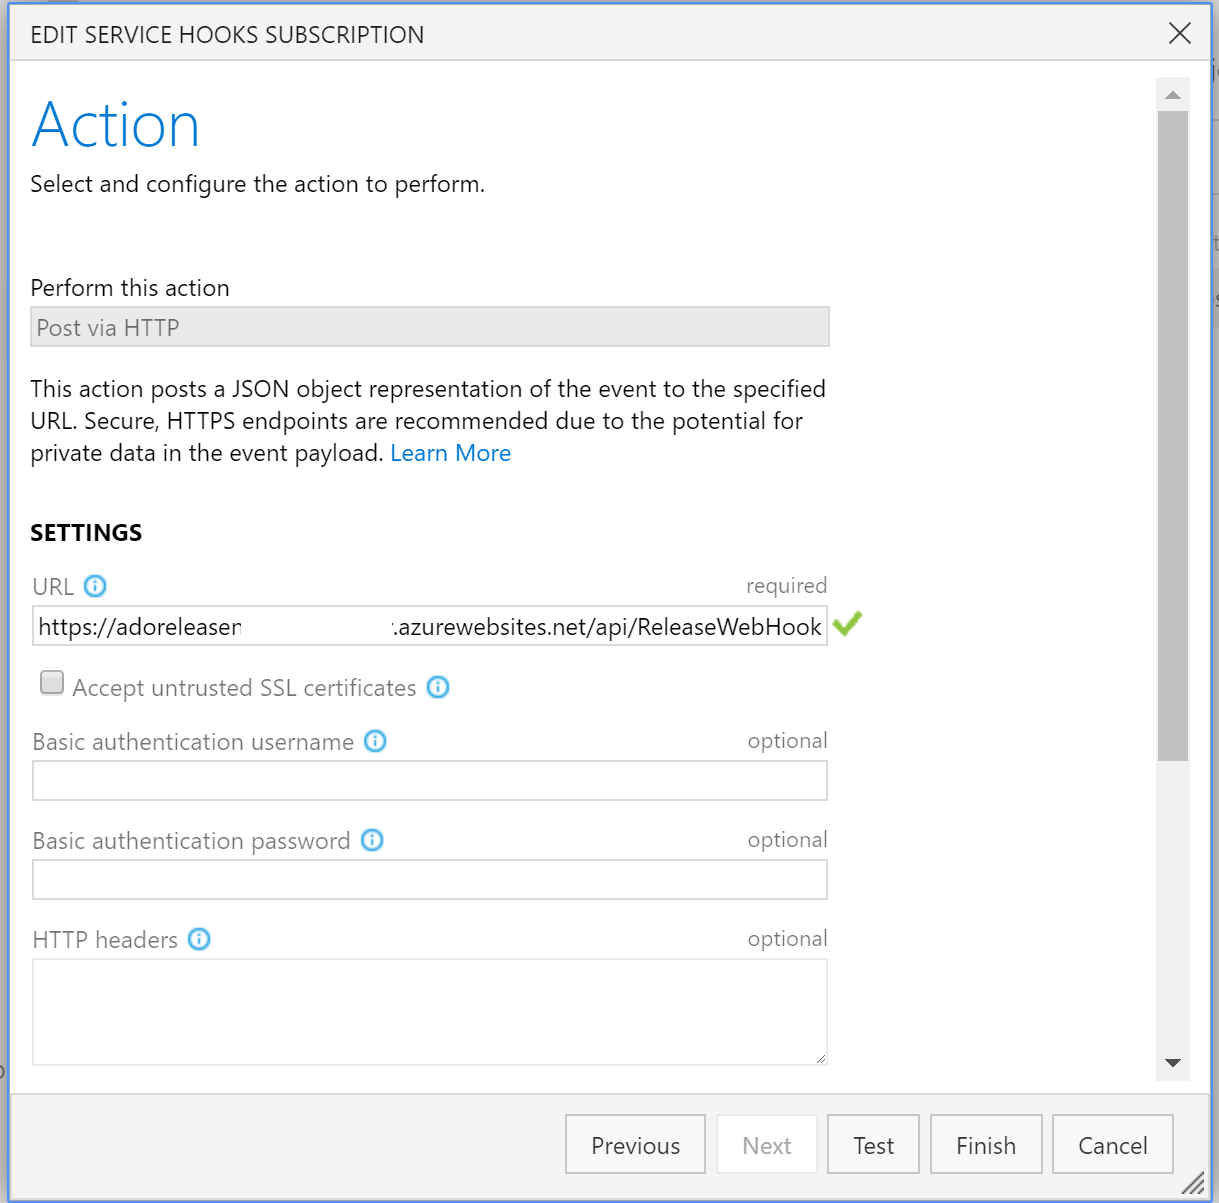 EDIT SERVICE HOOKS SUBSCRIPTION
Action
Select and configure the action to perform.
Perform this action
Post via HTTP
This action posts a JSON object representation of the event to the specified
URL. Secure, HTTPS endpoints are recommended due to the potential for
private data in the event payload. Learn More
SETTINGS
URL required
https://adoreleasen .azurewebsites.net/api/ReleaseWebHook
Accept untrusted SSL certificates
Basic authentication username optional
Basic authentication password optional
HTTP headers optional
Previous Next Test Finish Cancel